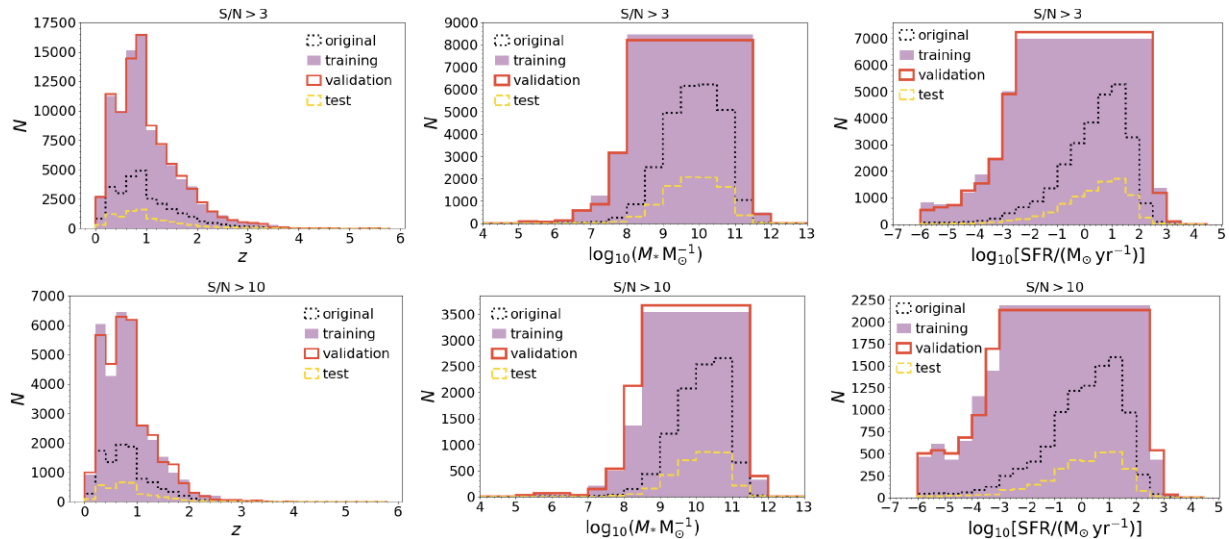 S/N > 3
17500
15000
12500
10000
7500
5000
2500
0
N
original
training
validation
test
0 1 2 3 4 5 6
z
S/N > 3
9000
8000
7000
6000
5000
4000
3000
2000
1000
0
N
original
training
validation
test
4 5 6 7 8 9 10 11 12 13
log₁₀(M* M⊙⁻¹)
S/N > 3
7000
6000
5000
4000
3000
2000
1000
0
N
original
training
validation
test
−7 −6 −5 −4 −3 −2 −1 0 1 2 3 4 5
log₁₀[SFR/(M⊙ yr⁻¹)]
S/N > 10
7000
6000
5000
4000
3000
2000
1000
0
N
original
training
validation
test
0 1 2 3 4 5 6
z
S/N > 10
3500
3000
2500
2000
1500
1000
500
0
N
original
training
validation
test
4 5 6 7 8 9 10 11 12 13
log₁₀(M* M⊙⁻¹)
S/N > 10
2250
2000
1750
1500
1250
1000
750
500
250
0
N
original
training
validation
test
−7 −6 −5 −4 −3 −2 −1 0 1 2 3 4 5
log₁₀[SFR/(M⊙ yr⁻¹)]